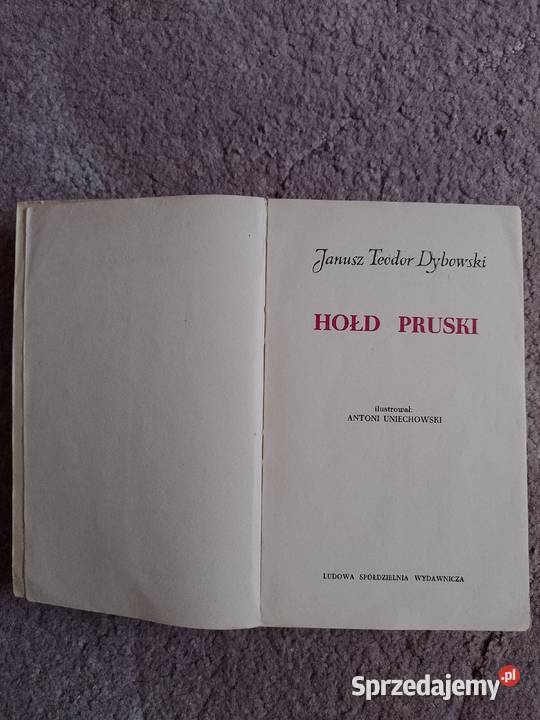 Janusz Teodor Dybowski
HOŁD PRUSKI
ilustrował:
ANTONI UNIECHOWSKI
LUDOWA SPÓŁDZIELNIA WYDAWNICZA
Sprzedajemy.pl